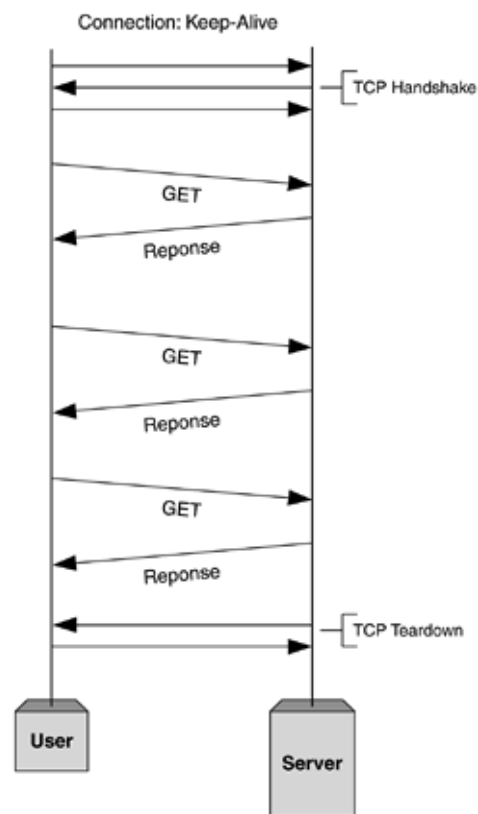 Connection: Keep-Alive
TCP Handshake
GET
Reponse
GET
Reponse
GET
Reponse
TCP Teardown
User
Server